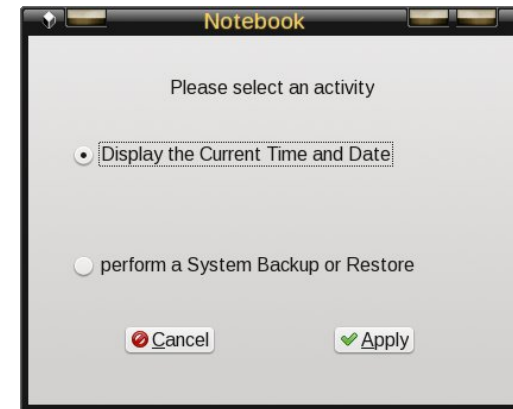 Notebook
Please select an activity
Display the Current Time and Date
perform a System Backup or Restore
Cancel
Apply